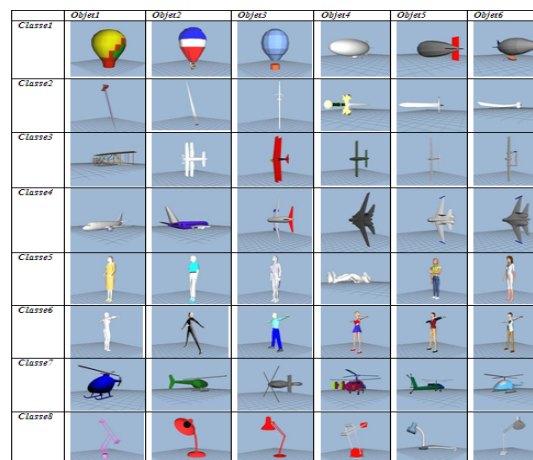 Objet1 Objet2 Objet3 Objet4 Objet5 Objet6
Classe1
Classe2
Classe3
Classe4
Classe5
Classe6
Classe7
Classe8